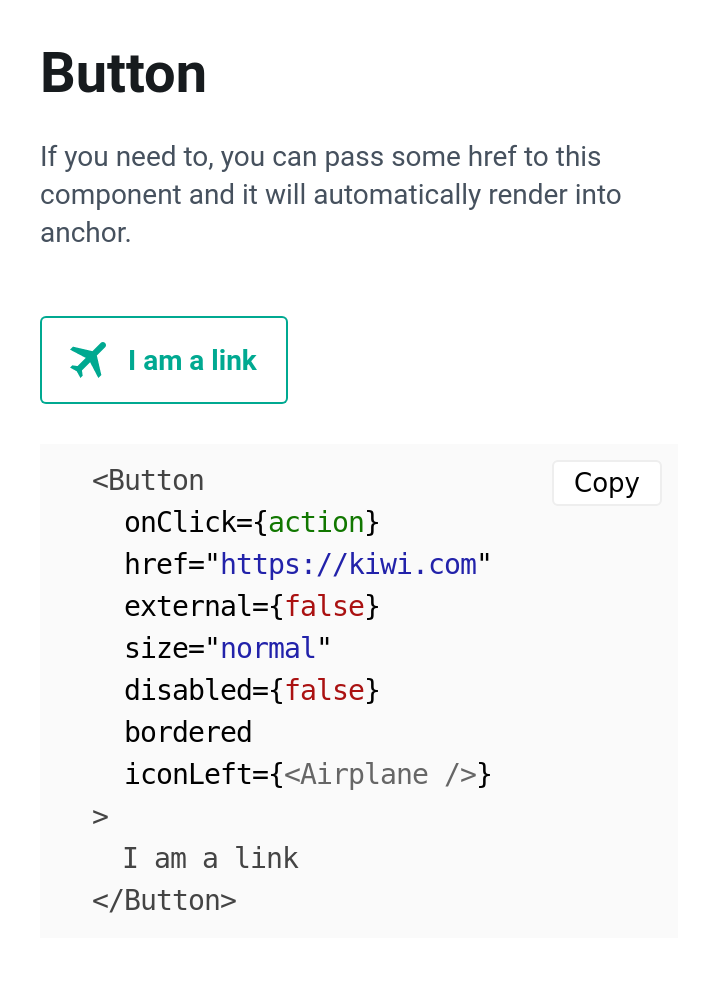 Button
If you need to, you can pass some href to this
component and it will automatically render into
anchor.
I am a link
Copy
<Button
  onClick={action}
  href="https://kiwi.com"
  external={false}
  size="normal"
  disabled={false}
  bordered
  iconLeft={<Airplane />}
>
  I am a link
</Button>